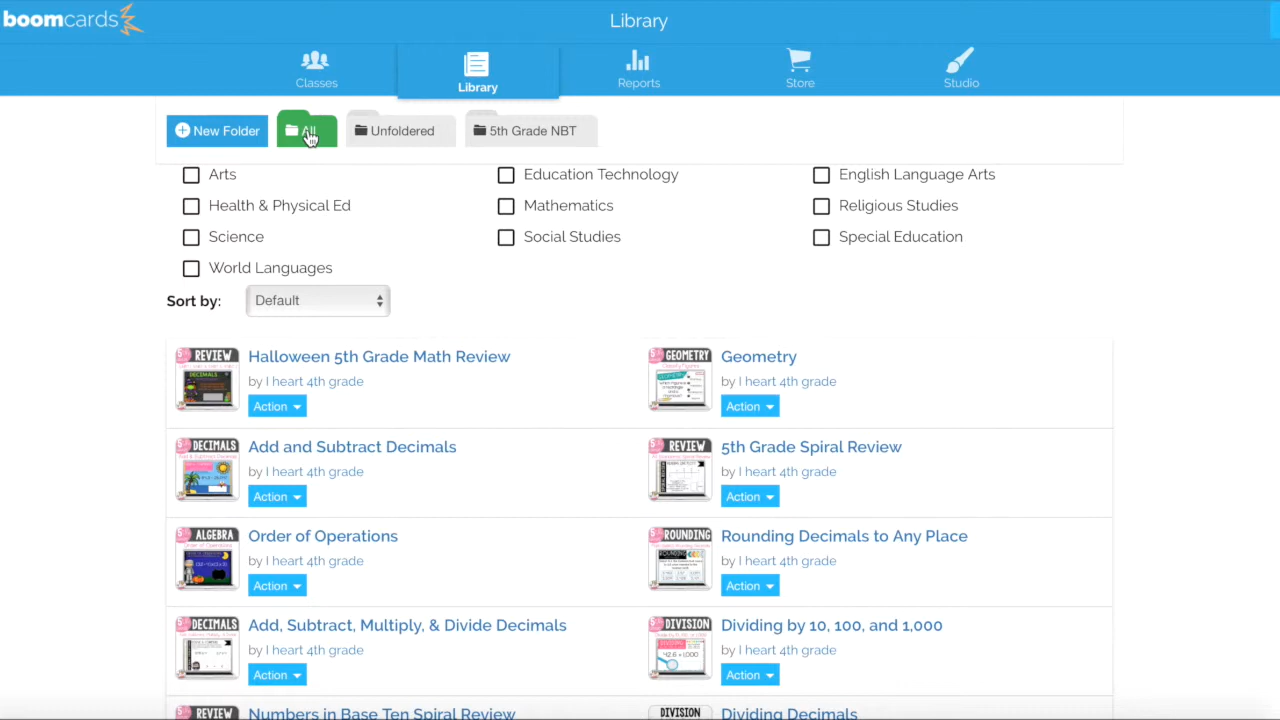 boomcards
Library
Classes
Library
Reports
Store
Studio
New Folder
All
Unfoldered
5th Grade NBT
Arts
Education Technology
English Language Arts
Health & Physical Ed
Mathematics
Religious Studies
Science
Social Studies
Special Education
World Languages
Sort by:
Default
REVIEW
Halloween 5th Grade Math Review
by I heart 4th grade
Action
GEOMETRY
Geometry
by I heart 4th grade
Action
DECIMALS
Add and Subtract Decimals
by I heart 4th grade
Action
REVIEW
5th Grade Spiral Review
by I heart 4th grade
Action
ALGEBRA
Order of Operations
by I heart 4th grade
Action
ROUNDING
Rounding Decimals to Any Place
by I heart 4th grade
Action
DECIMALS
Add, Subtract, Multiply, & Divide Decimals
by I heart 4th grade
Action
DIVISION
Dividing by 10, 100, and 1,000
by I heart 4th grade
Action
REVIEW
Numbers in Base Ten Spiral Review
DIVISION
Dividing Decimals